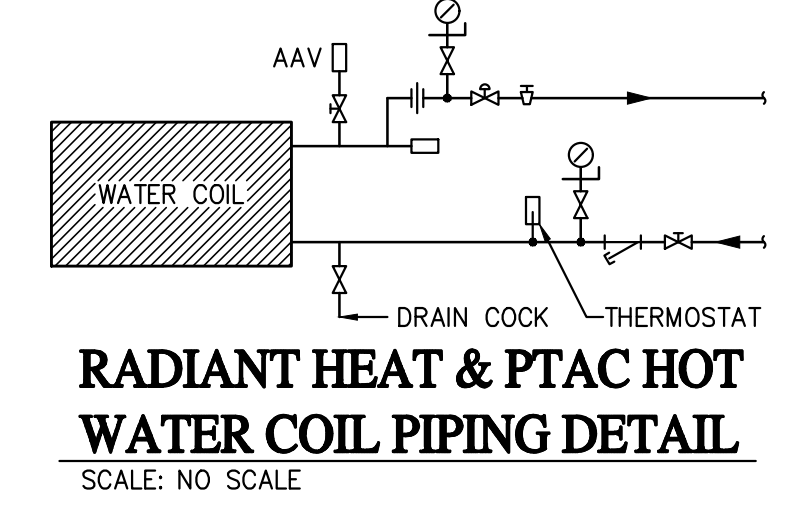 AAV
WATER COIL
DRAIN COCK
THERMOSTAT
RADIANT HEAT & PTAC HOT
WATER COIL PIPING DETAIL
SCALE: NO SCALE